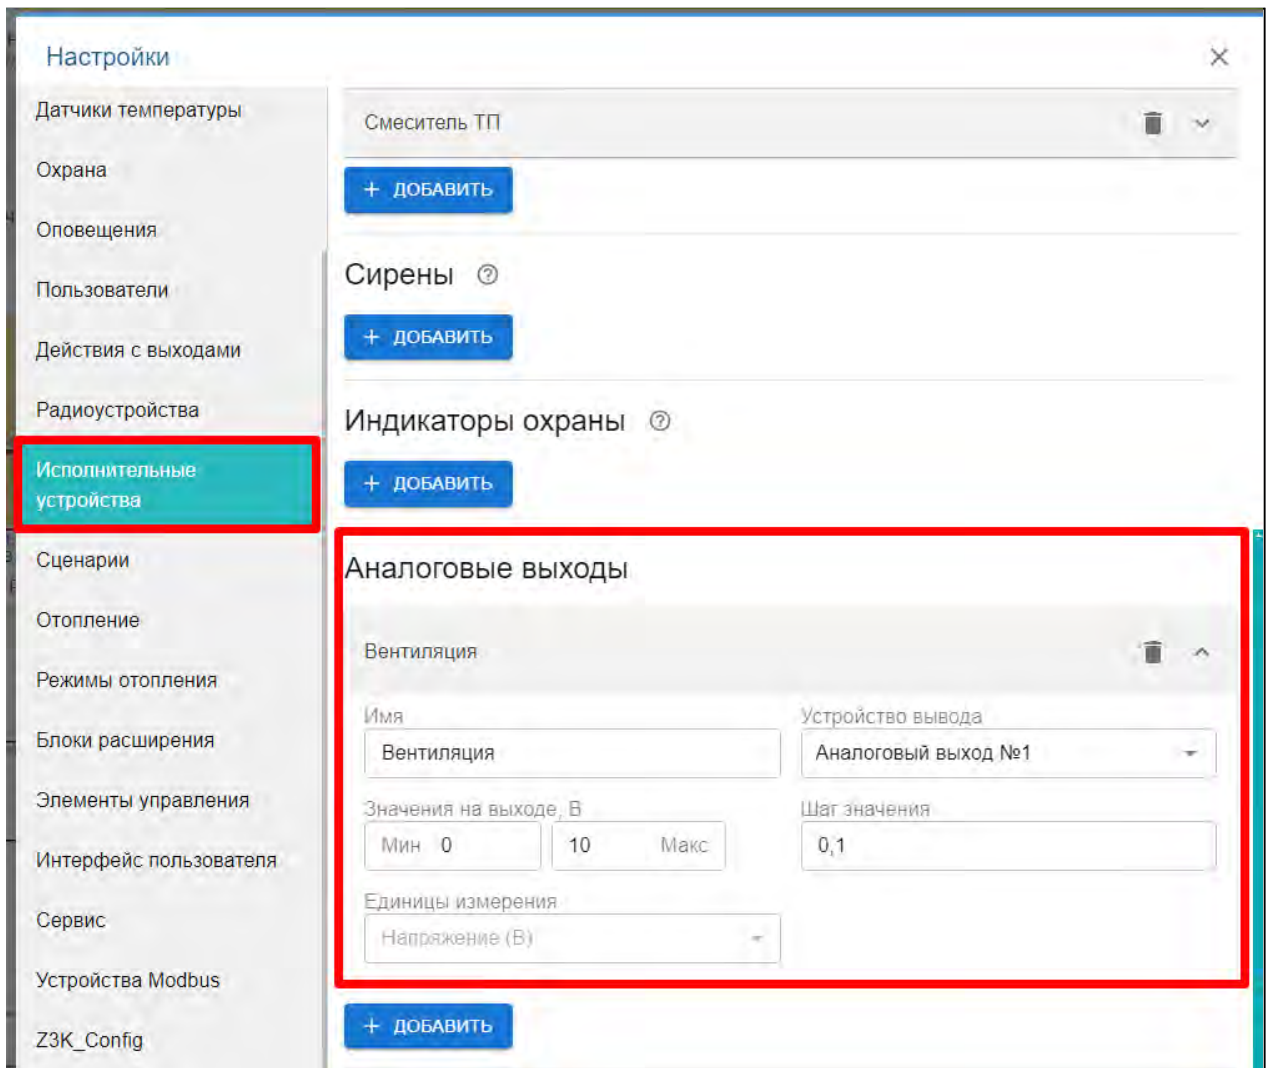 Настройки
Датчики температуры
Охрана
Оповещения
Пользователи
Действия с выходами
Радиоустройства
Исполнительные
устройства
Сценарии
Отопление
Режимы отопления
Блоки расширения
Элементы управления
Интерфейс пользователя
Сервис
Устройства Modbus
Z3K_Config
Смеситель ТП
+ ДОБАВИТЬ
Сирены
+ ДОБАВИТЬ
Индикаторы охраны
+ ДОБАВИТЬ
Аналоговые выходы
Вентиляция
Имя
Вентиляция
Устройство вывода
Аналоговый выход №1
Значения на выходе, В
Мин 0
10 Макс
Шаг значения
0,1
Единицы измерения
Напряжение (В)
+ ДОБАВИТЬ